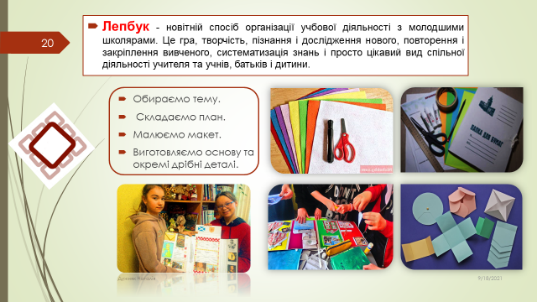 20
Лепбук - новітній спосіб організації учбової діяльності з молодшими
школярами. Це гра, творчість, пізнання і дослідження нового, повторення і
закріплення вивченого, систематизація знань і просто цікавий вид спільної
діяльності учителя та учнів, батьків і дитини.
Обираємо тему.
Складаємо план.
Малюємо макет.
Виготовляємо основу та
окремі дрібні деталі.
9/18/2021